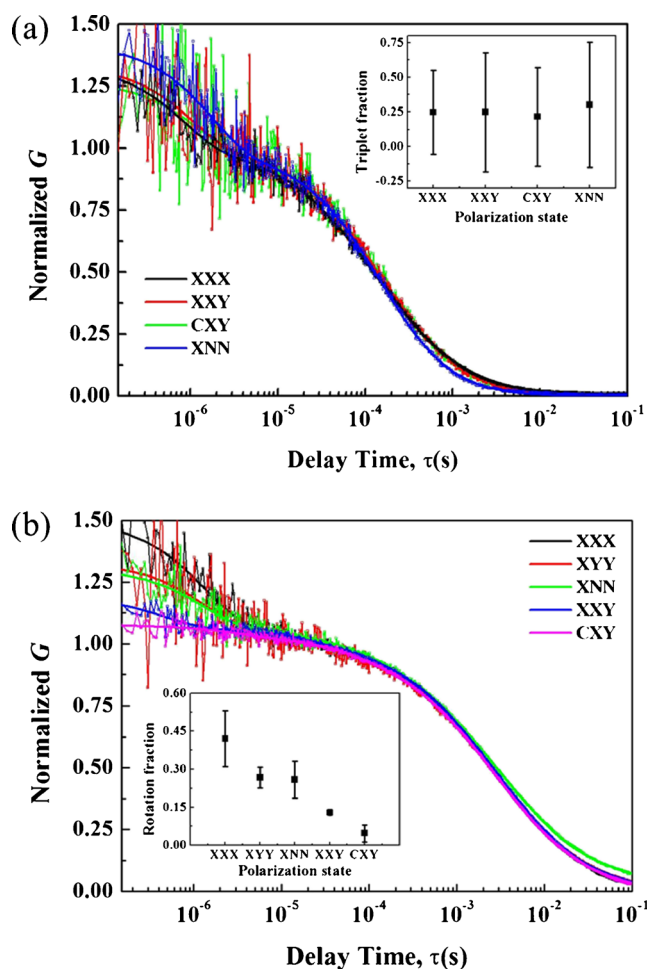 (a)
1.50
1.25
1.00
0.75
0.50
0.25
0.00
Normalized G
0.75
0.50
0.25
0.00
-0.25
Triplet fraction
XXX XXY CXY XNN
Polarization state
XXX
XXY
CXY
XNN
10-6 10-5 10-4 10-3 10-2 10-1
Delay Time, τ(s)
(b)
1.50
1.25
1.00
0.75
0.50
0.25
0.00
Normalized G
XXX
XYY
XNN
XXY
CXY
0.60
0.45
0.30
0.15
0.00
Rotation fraction
XXX XYY XNN XXY CXY
Polarization state
10-6 10-5 10-4 10-3 10-2 10-1
Delay Time, τ(s)